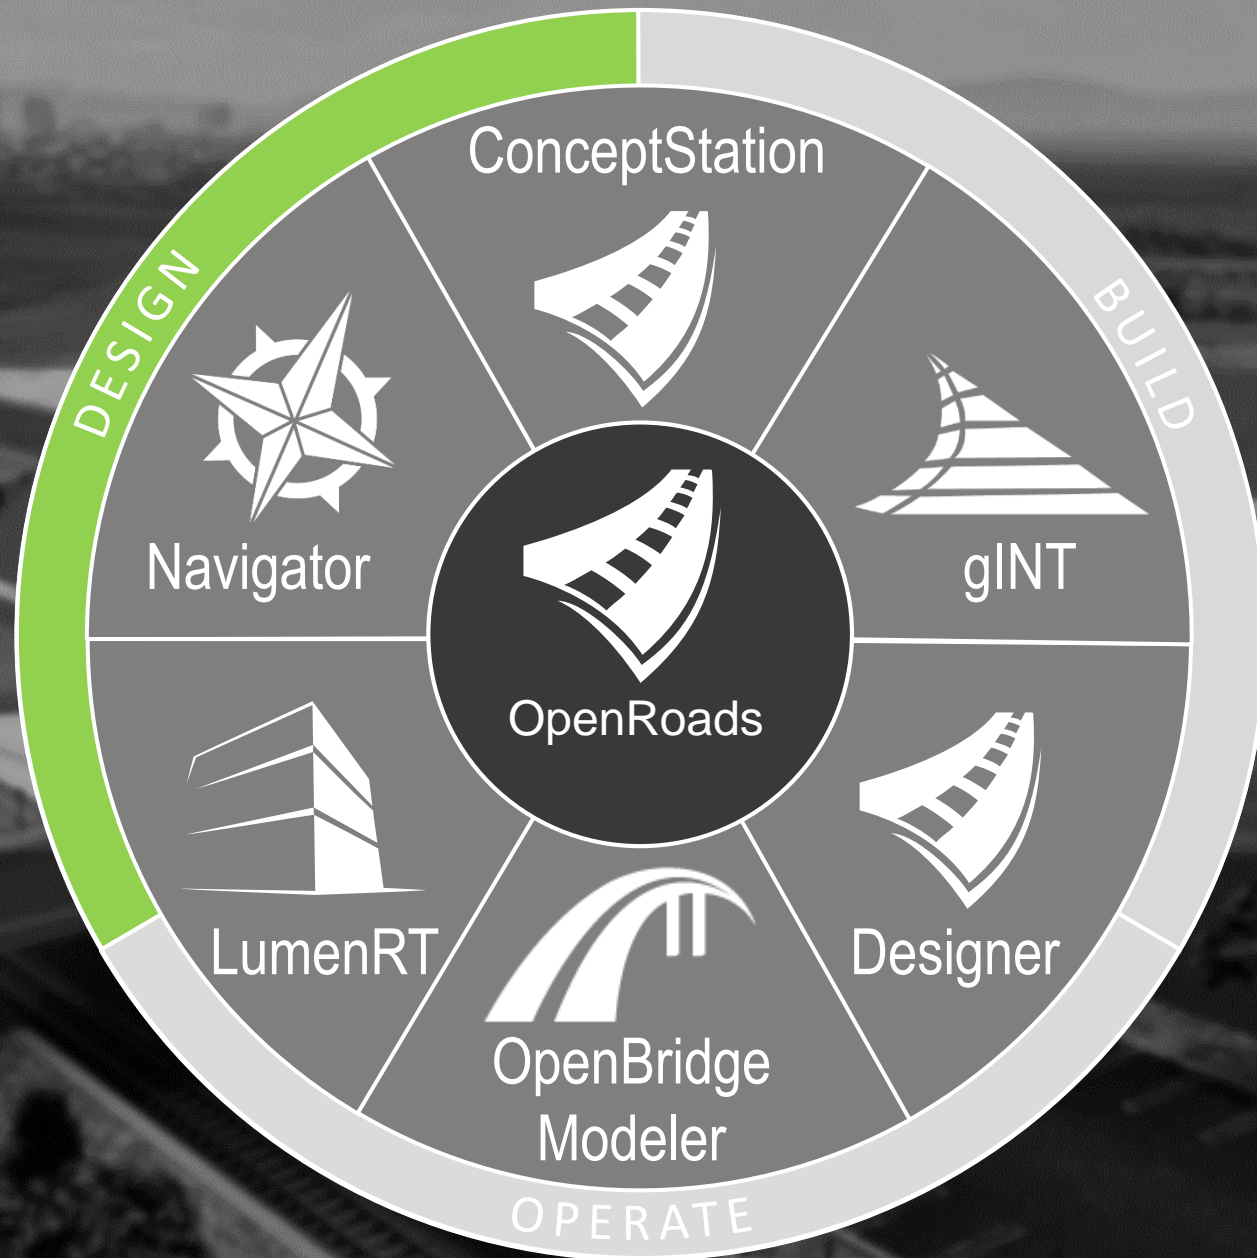 DESIGN
BUILD
OPERATE
ConceptStation
Navigator
gINT
OpenRoads
LumenRT
Designer
OpenBridge
Modeler